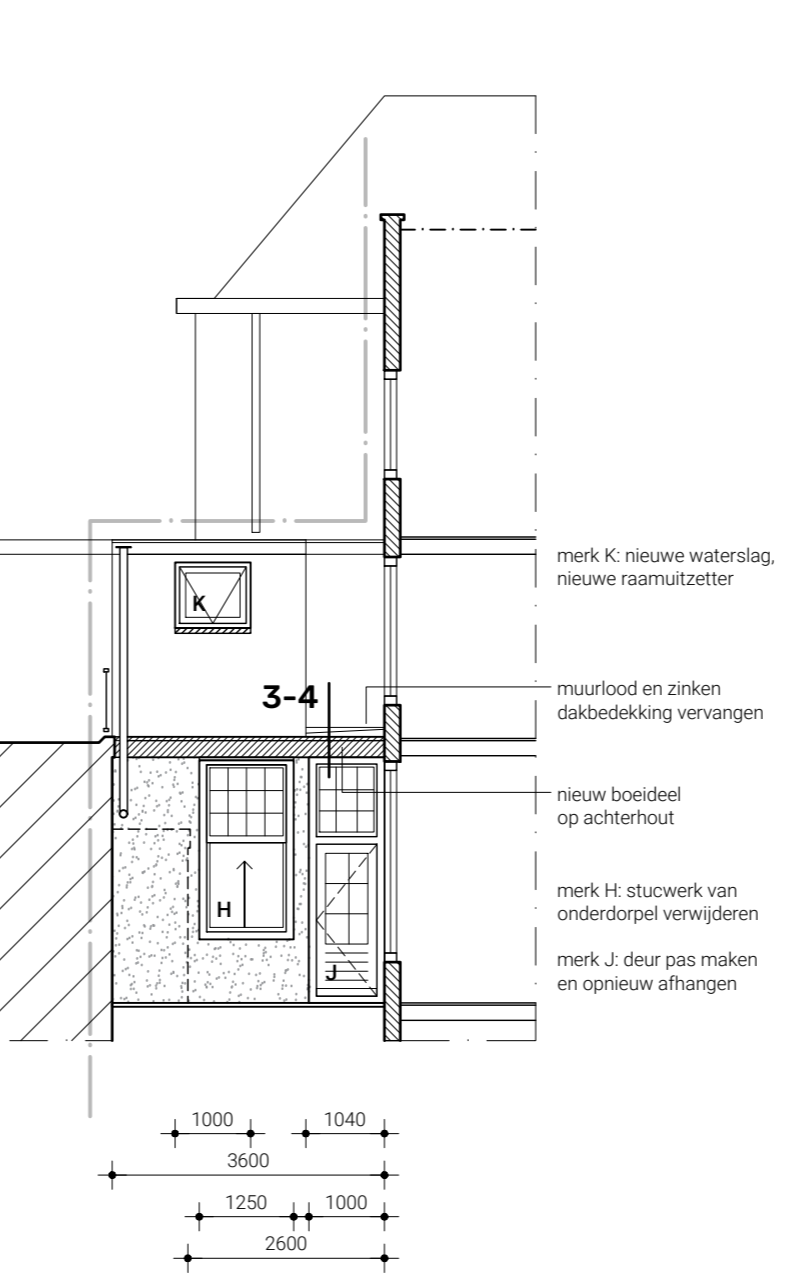 merk K: nieuwe waterslag,
nieuwe raamuitzetter
K
3-4
muurlood en zinken
dakbedekking vervangen
nieuw boeideel
op achterhout
merk H: stucwerk van
onderdorpel verwijderen
H
merk J: deur pas maken
en opnieuw afhangen
J
1000
1040
3600
1250
1000
2600